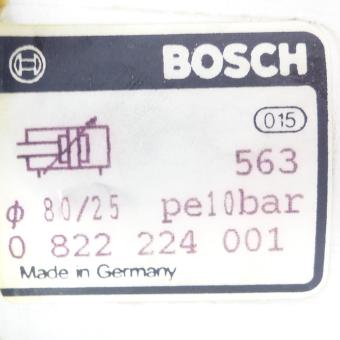 BOSCH
015
563
φ 80/25 pe10bar
0 822 224 001
Made in Germany